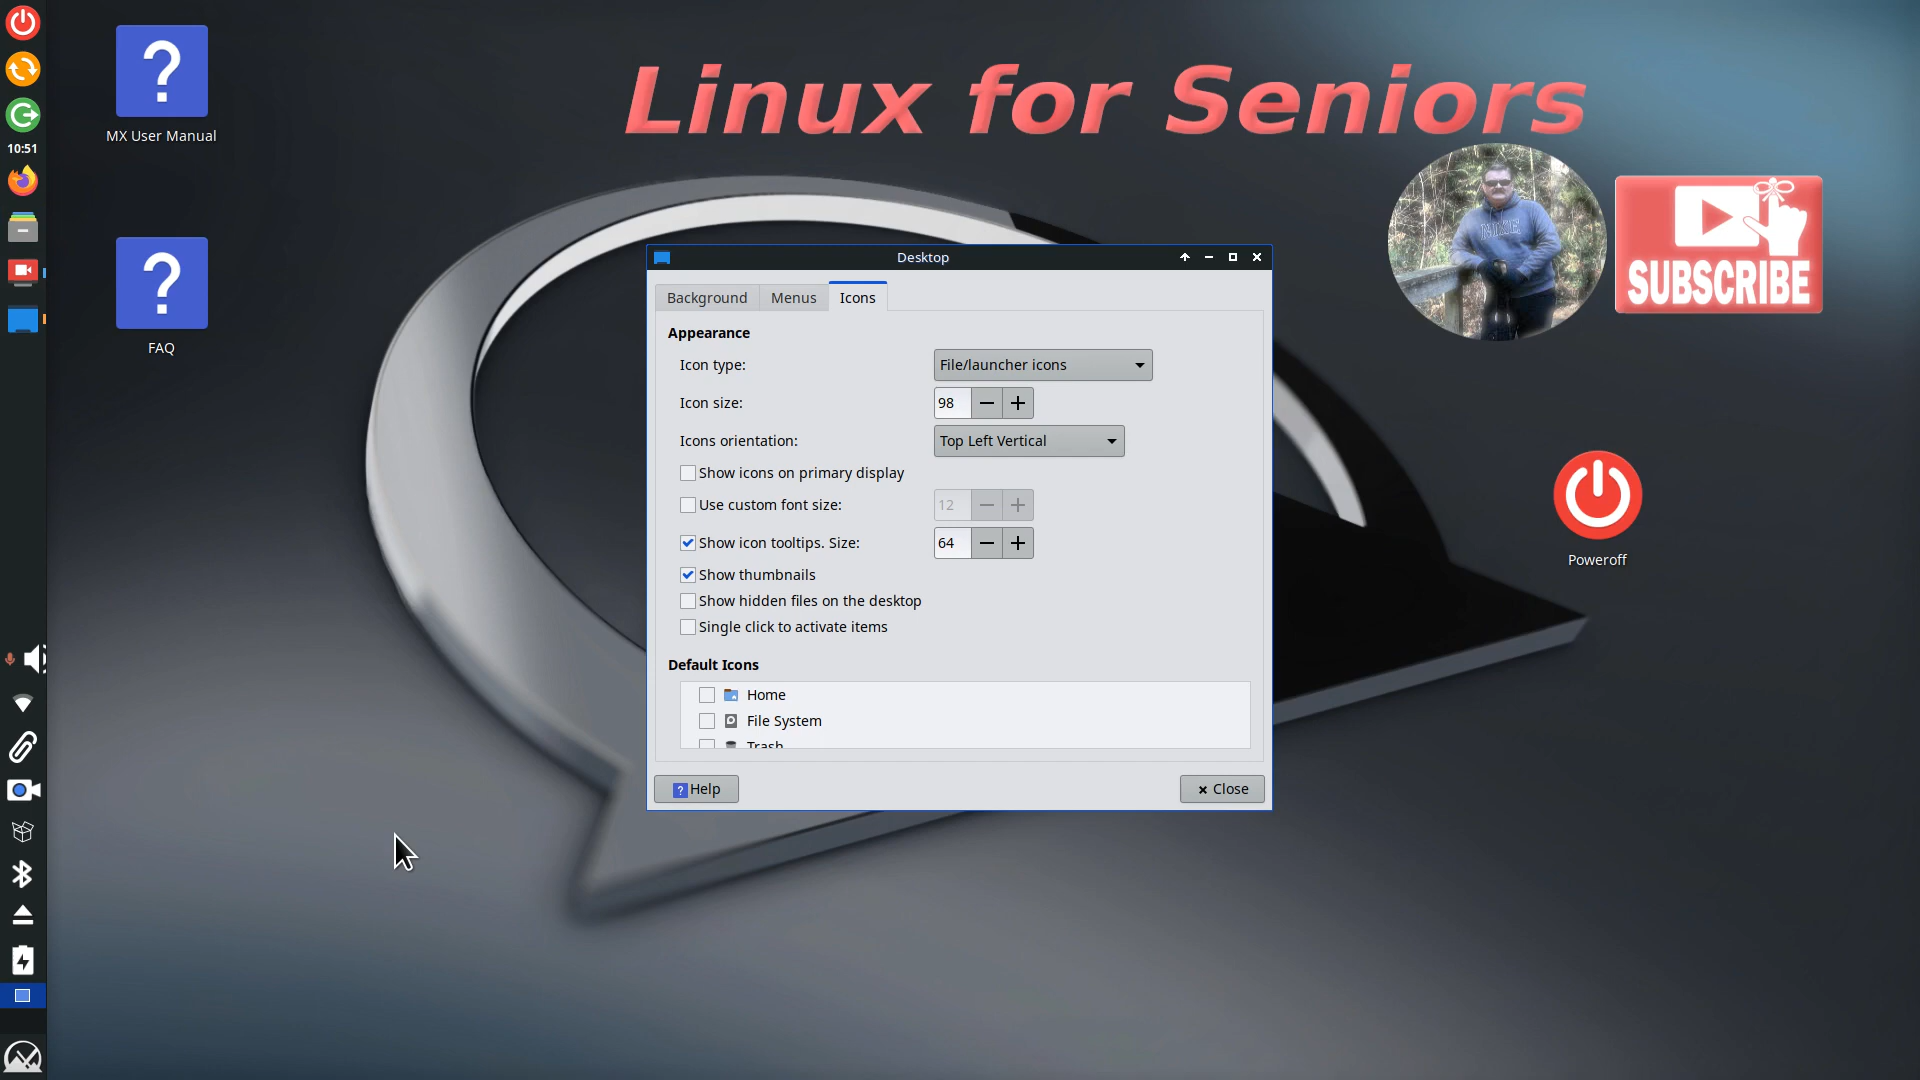 Linux for Seniors
MX User Manual
10:51
FAQ
SUBSCRIBE
Poweroff
Desktop
Background
Menus
Icons
Appearance
Icon type:
File/launcher icons
Icon size:
98
Icons orientation:
Top Left Vertical
Show icons on primary display
Use custom font size:
12
Show icon tooltips. Size:
64
Show thumbnails
Show hidden files on the desktop
Single click to activate items
Default Icons
Home
File System
Trash
Help
Close